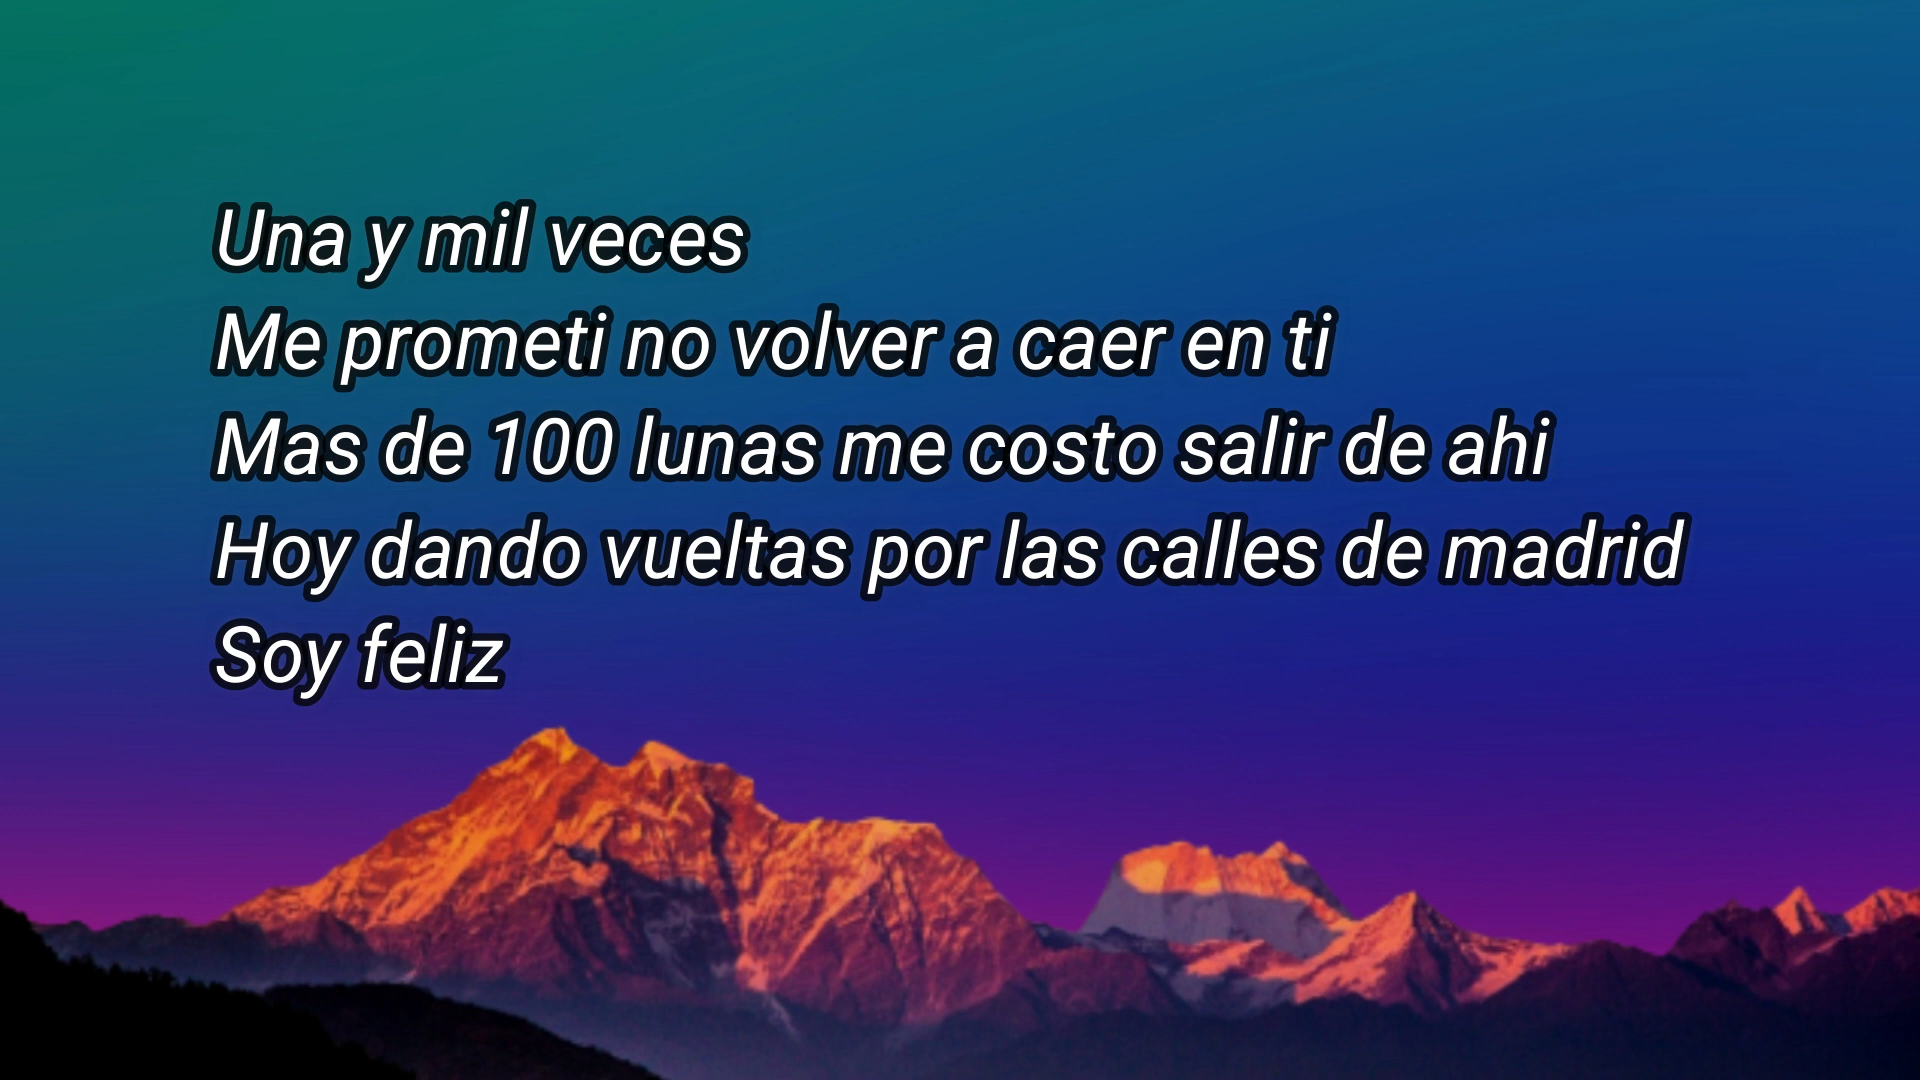 Una y mil veces
Me prometi no volver a caer en ti
Mas de 100 lunas me costo salir de ahi
Hoy dando vueltas por las calles de madrid
Soy feliz